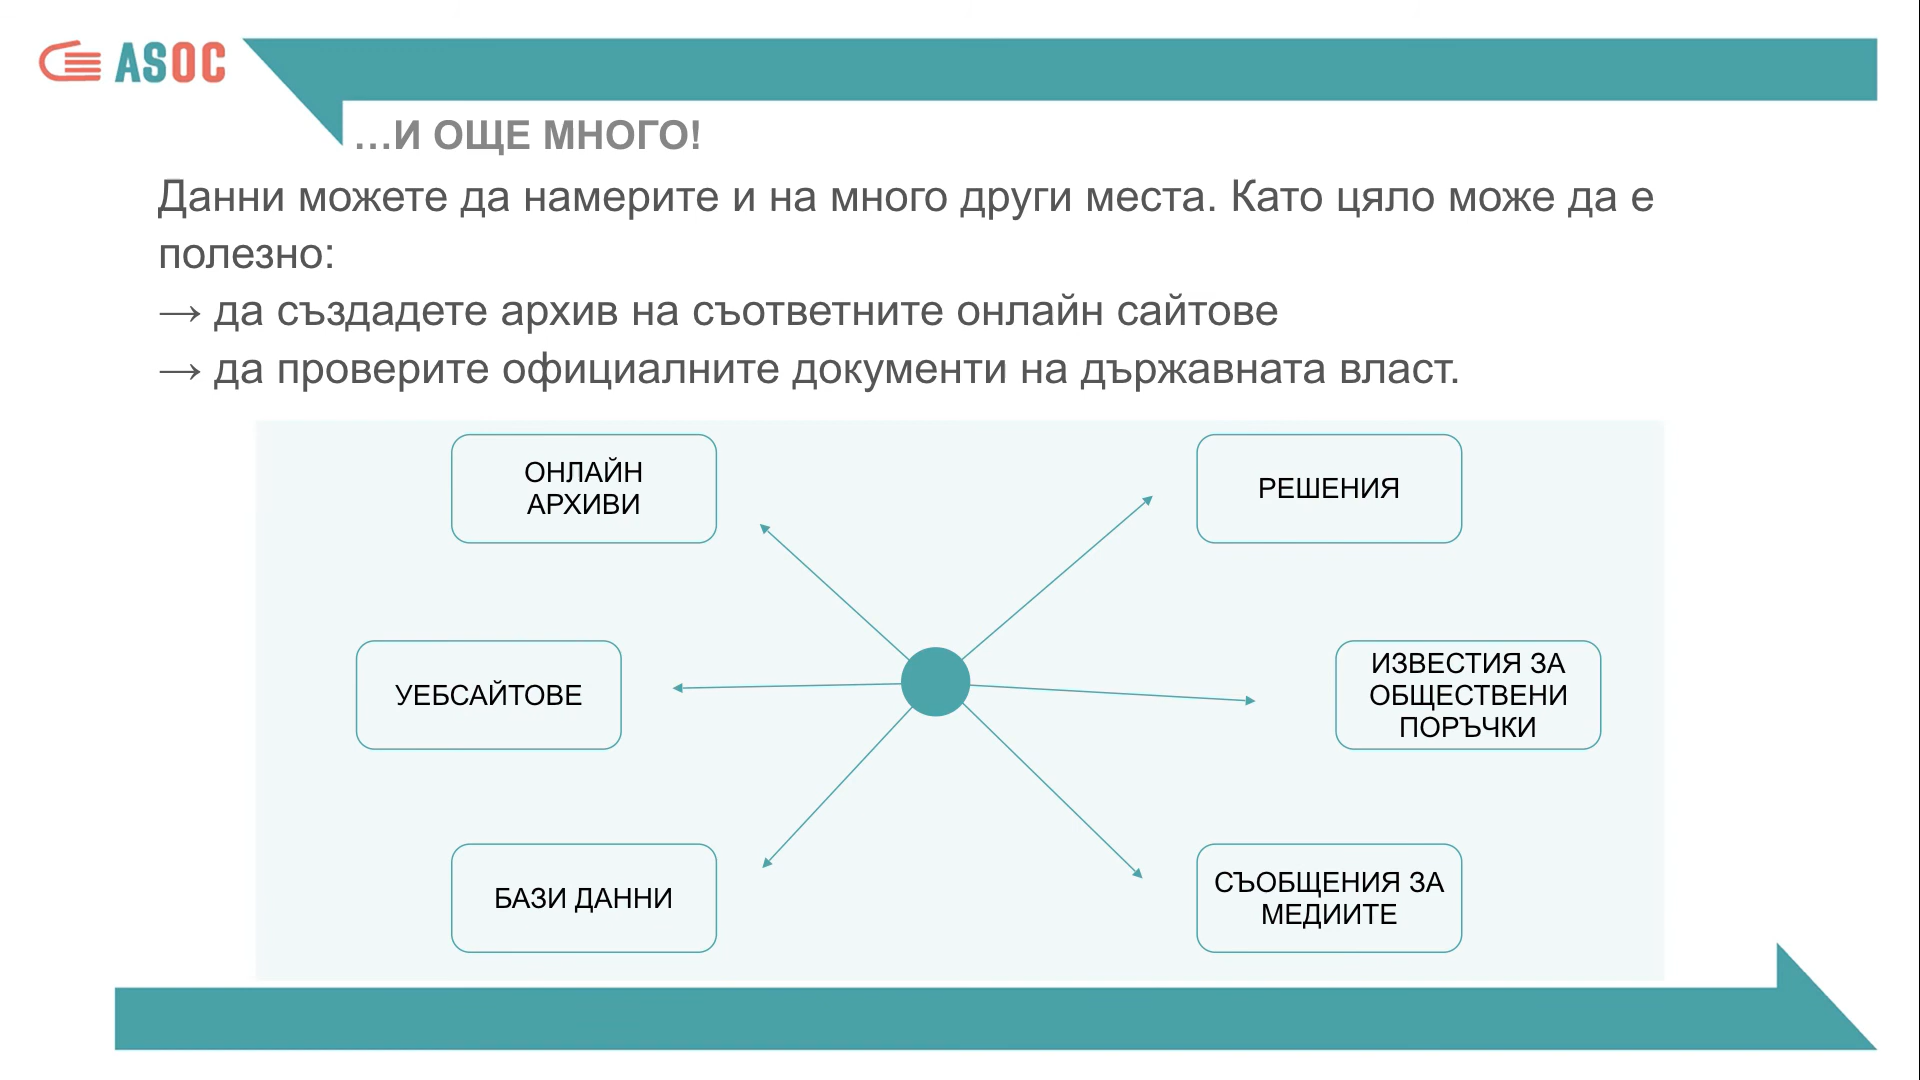 ASOC
...И ОЩЕ МНОГО!
Данни можете да намерите и на много други места. Като цяло може да е
полезно:
→ да създадете архив на съответните онлайн сайтове
→ да проверите официалните документи на държавната власт.
ОНЛАЙН
АРХИВИ
РЕШЕНИЯ
УЕБСАЙТОВЕ
ИЗВЕСТИЯ ЗА
ОБЩЕСТВЕНИ
ПОРЪЧКИ
БАЗИ ДАННИ
СЪОБЩЕНИЯ ЗА
МЕДИИТЕ